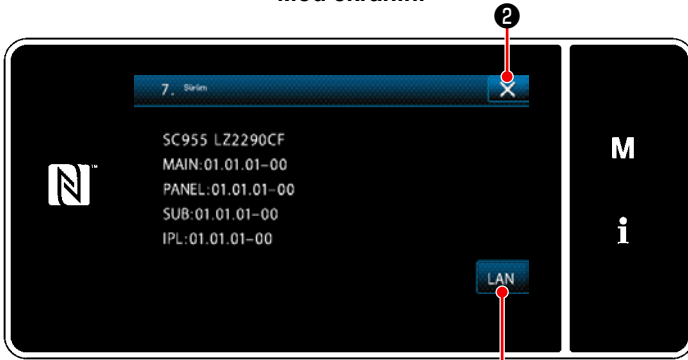 ❷
7. Sürüm
SC955 LZ2290CF
MAIN:01.01.01-00
PANEL:01.01.01-00
SUB:01.01.01-00
IPL:01.01.01-00
LAN
M
i